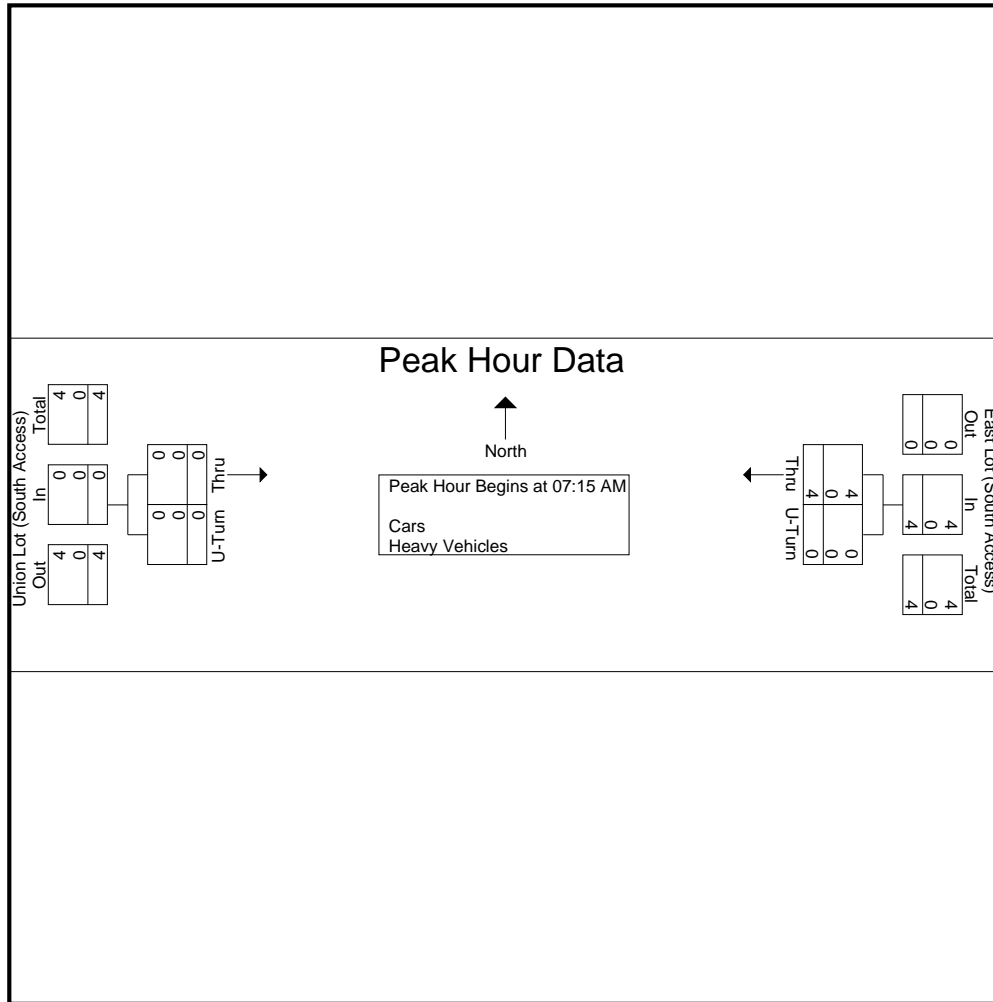 Peak Hour Data
North
Peak Hour Begins at 07:15 AM
Cars
Heavy Vehicles
Union Lot (South Access)
Out In Total
4 0 4
0 0 0
4 0 4
0 0
0 0
0 0
U-Turn Thru
East Lot (South Access)
Out In Total
0 4 4
0 0 0
0 4 4
4 0
0 0
4 0
Thru U-Turn